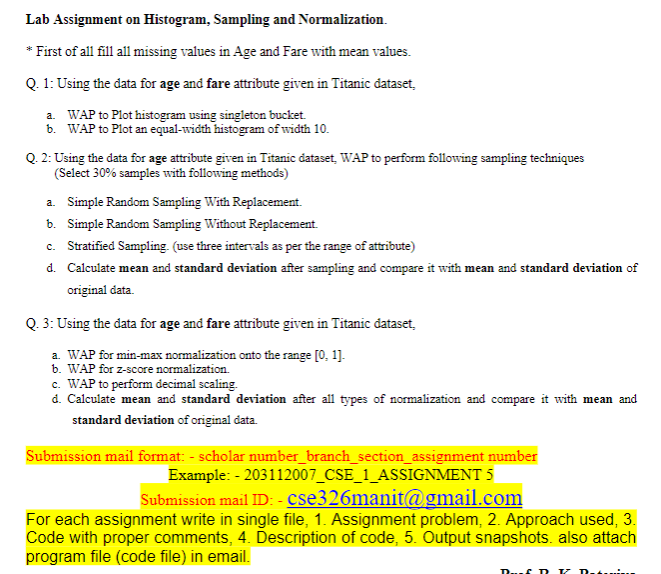 Lab Assignment on Histogram, Sampling and Normalization.
* First of all fill all missing values in Age and Fare with mean values.
Q. 1: Using the data for age and fare attribute given in Titanic dataset,
a. WAP to Plot histogram using singleton bucket.
b. WAP to Plot an equal-width histogram of width 10.
Q. 2: Using the data for age attribute given in Titanic dataset, WAP to perform following sampling techniques
(Select 30% samples with following methods)
a. Simple Random Sampling With Replacement.
b. Simple Random Sampling Without Replacement.
c. Stratified Sampling. (use three intervals as per the range of attribute)
d. Calculate mean and standard deviation after sampling and compare it with mean and standard deviation of
original data.
Q. 3: Using the data for age and fare attribute given in Titanic dataset,
a. WAP for min-max normalization onto the range [0, 1].
b. WAP for z-score normalization.
c. WAP to perform decimal scaling.
d. Calculate mean and standard deviation after all types of normalization and compare it with mean and
standard deviation of original data.
Submission mail format: - scholar number_branch_section_assignment number
Example: - 203112007_CSE_1_ASSIGNMENT 5
Submission mail ID: - cse326manit@gmail.com
For each assignment write in single file, 1. Assignment problem, 2. Approach used, 3.
Code with proper comments, 4. Description of code, 5. Output snapshots. also attach
program file (code file) in email.